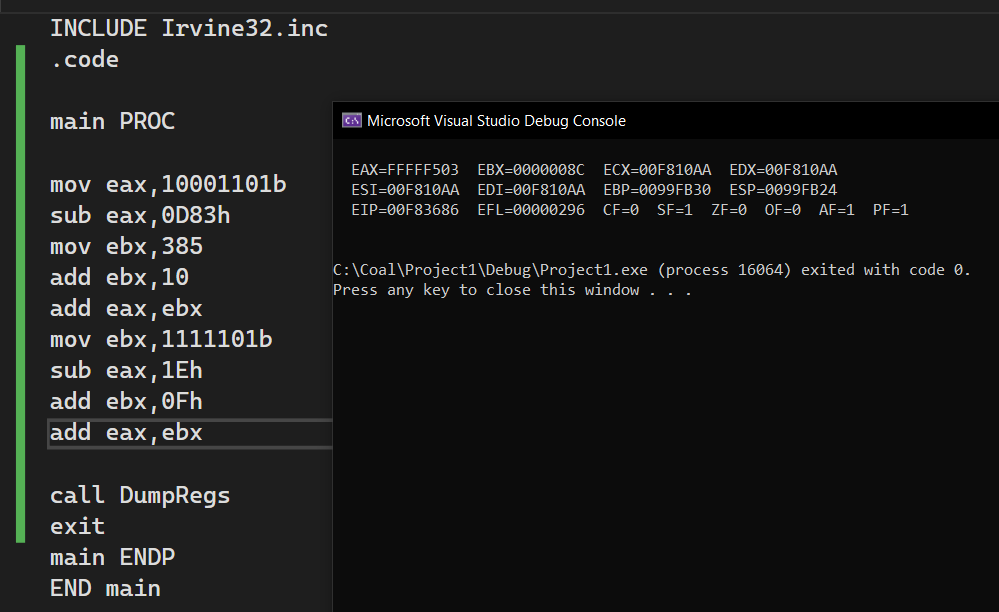 INCLUDE Irvine32.inc
.code
main PROC
mov eax,10001101b
sub eax,0D83h
mov ebx,385
add ebx,10
add eax,ebx
mov ebx,1111101b
sub eax,1Eh
add ebx,0Fh
add eax,ebx
call DumpRegs
exit
main ENDP
END main
C:\ Microsoft Visual Studio Debug Console
EAX=FFFFF503 EBX=0000008C ECX=00F810AA EDX=00F810AA
ESI=00F810AA EDI=00F810AA EBP=0099FB30 ESP=0099FB24
EIP=00F83686 EFL=00000296 CF=0 SF=1 ZF=0 OF=0 AF=1 PF=1
C:\Coal\Project1\Debug\Project1.exe (process 16064) exited with code 0.
Press any key to close this window . . .